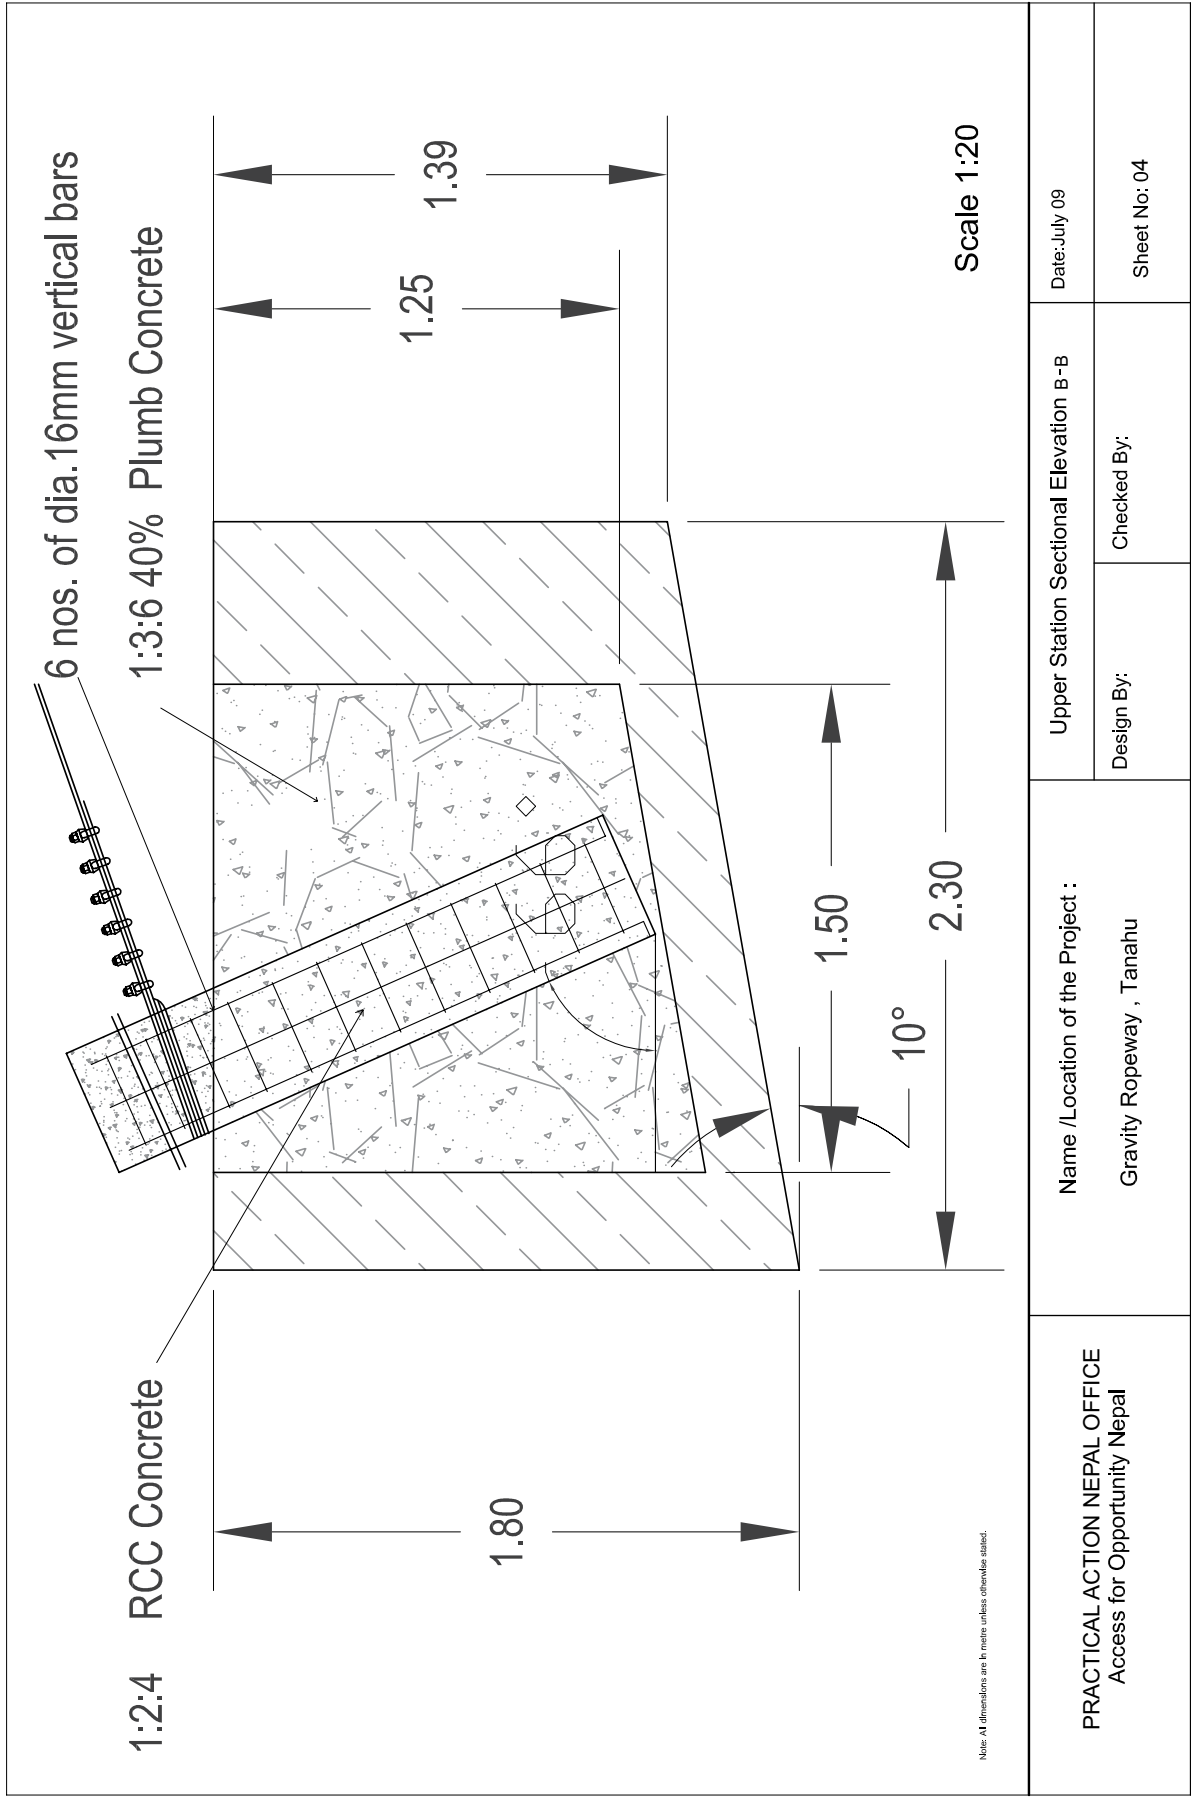 6 nos. of dia.16mm vertical bars
1:3:6 40% Plumb Concrete
1:2:4 RCC Concrete
1.39
1.25
1.80
1.50
10°
2.30
Scale 1:20
Note: All dimensions are in metre unless otherwise stated.
PRACTICAL ACTION NEPAL OFFICE
Access for Opportunity Nepal
Name /Location of the Project :
Gravity Ropeway , Tanahu
Upper Station Sectional Elevation B-B
Design By:
Checked By:
Date:July 09
Sheet No: 04